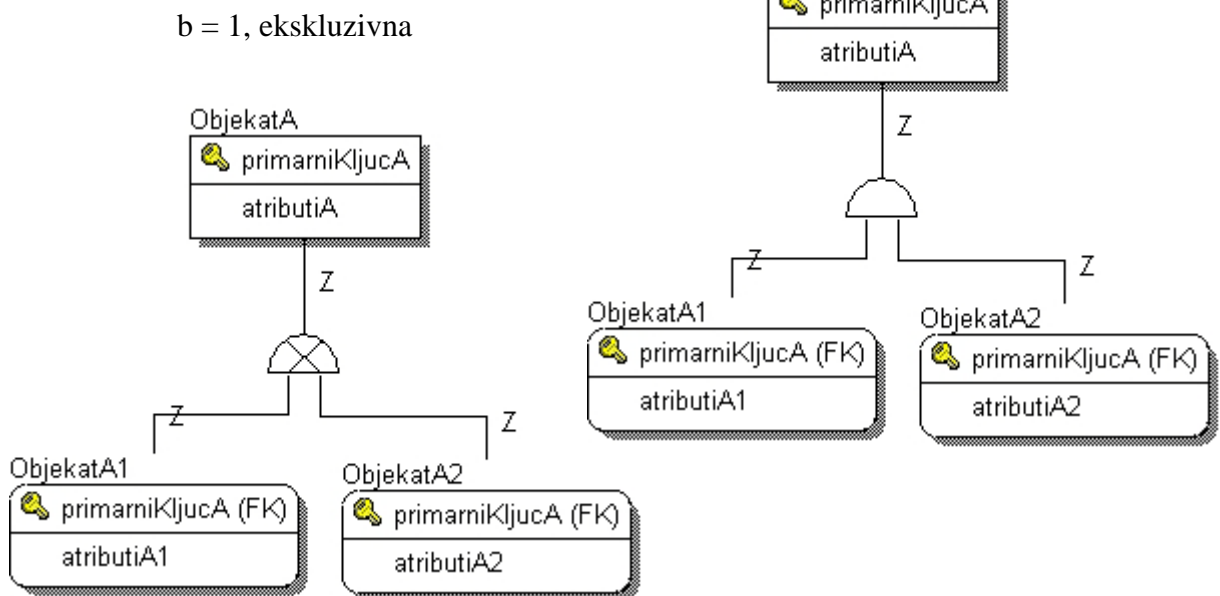 b = 1, ekskluzivna
ObjekatA
primarniKljucA
atributiA
Z
Z
Z
ObjekatA1
primarniKljucA (FK)
atributiA1
ObjekatA2
primarniKljucA (FK)
atributiA2
primarniKljucA
atributiA
Z
Z
Z
ObjekatA1
primarniKljucA (FK)
atributiA1
ObjekatA2
primarniKljucA (FK)
atributiA2